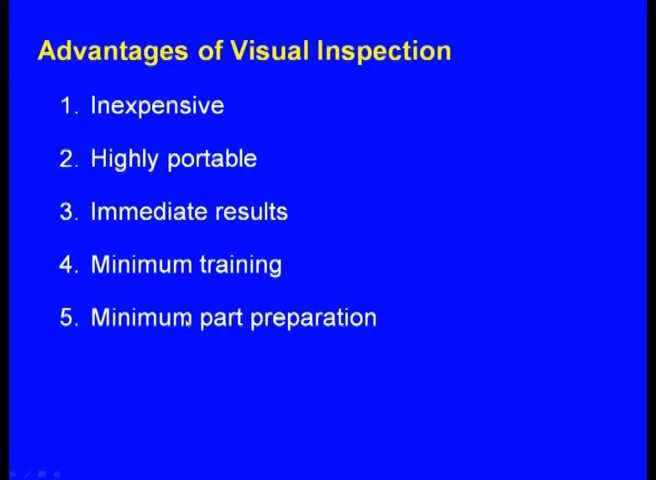 Advantages of Visual Inspection
1. Inexpensive
2. Highly portable
3. Immediate results
4. Minimum training
5. Minimum part preparation